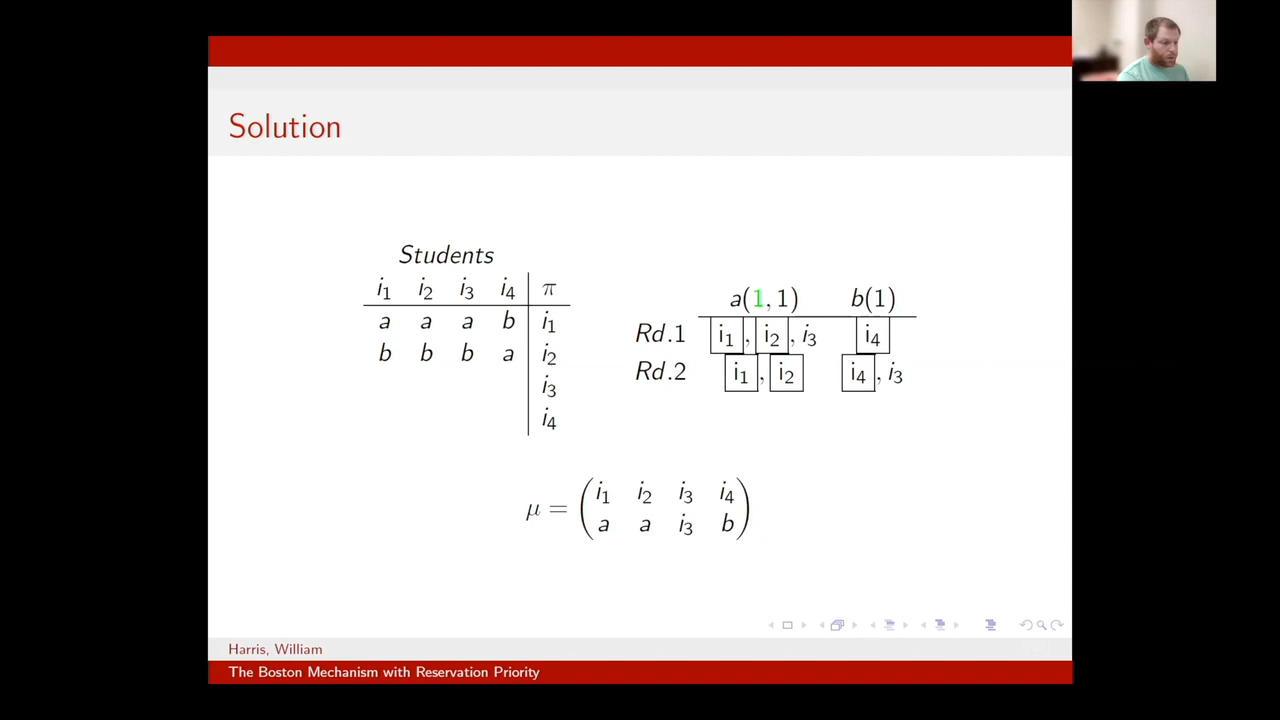 Solution
Students
i1 i2 i3 i4 π
a a a b i1
b b b a i2
i3
i4
a(1, 1) b(1)
Rd.1 i1, i2, i3 i4
Rd.2 i1, i2 i4, i3
μ = ( i1 i2 i3 i4
a a i3 b )
Harris, William
The Boston Mechanism with Reservation Priority